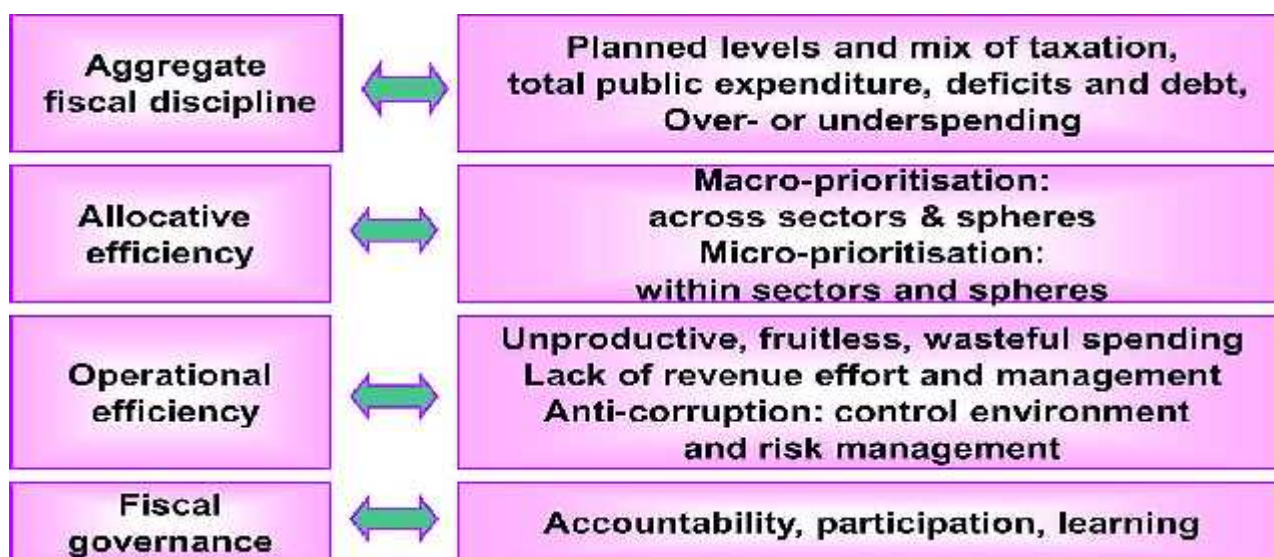 Aggregate
fiscal discipline
Planned levels and mix of taxation,
total public expenditure, deficits and debt,
Over- or underspending
Allocative
efficiency
Macro-prioritisation:
across sectors & spheres
Micro-prioritisation:
within sectors and spheres
Operational
efficiency
Unproductive, fruitless, wasteful spending
Lack of revenue effort and management
Anti-corruption: control environment
and risk management
Fiscal
governance
Accountability, participation, learning